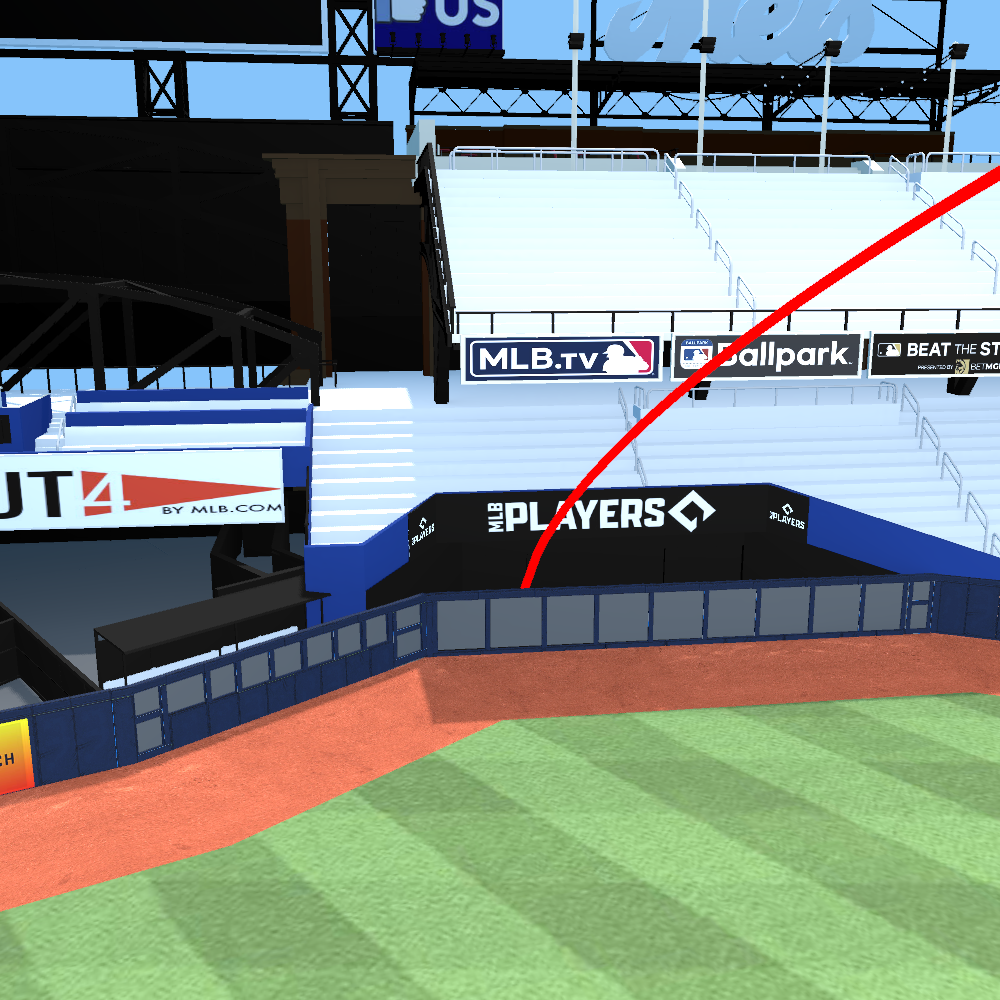 US
Mets
MLB.TV
BALLPARK
Ballpark.
BEAT THE ST
PRESENTED BY BETMG
UT4
BY MLB.COM
MLB PLAYERS
PLAYERS
PLAYERS
CH